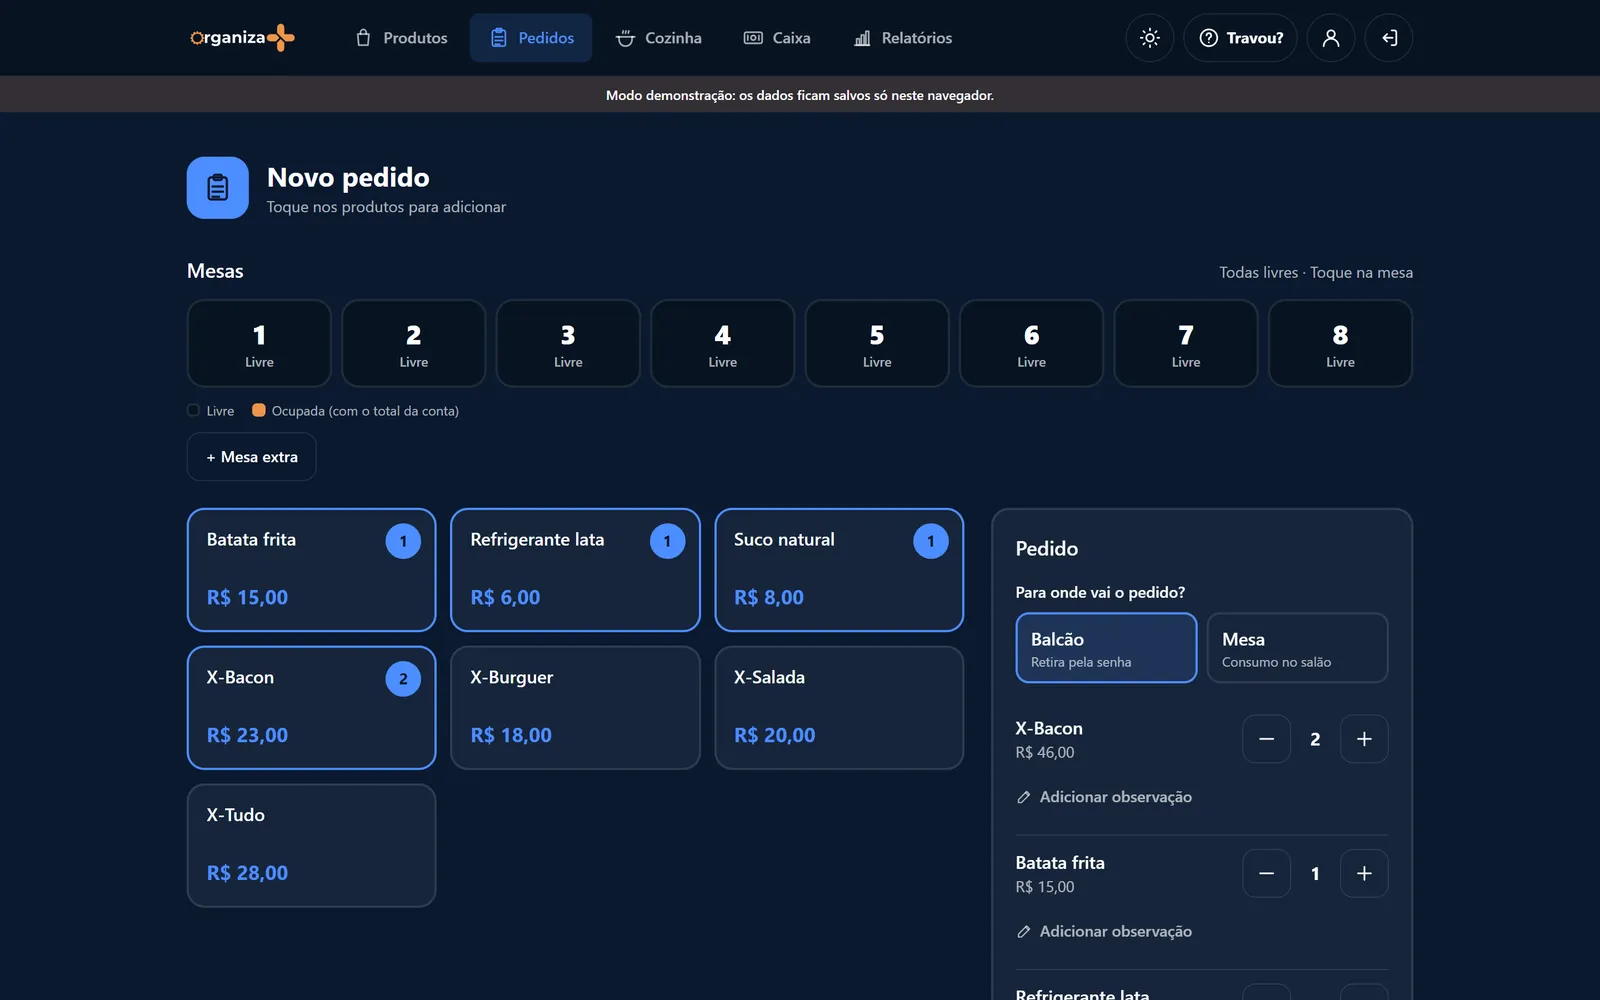 Organiza
Produtos
Pedidos
Cozinha
Caixa
Relatórios
Travou?
Modo demonstração: os dados ficam salvos só neste navegador.
Novo pedido
Toque nos produtos para adicionar
Mesas
Todas livres · Toque na mesa
1
Livre
2
Livre
3
Livre
4
Livre
5
Livre
6
Livre
7
Livre
8
Livre
Livre
Ocupada (com o total da conta)
+ Mesa extra
Batata frita
1
R$ 15,00
Refrigerante lata
1
R$ 6,00
Suco natural
1
R$ 8,00
X-Bacon
2
R$ 23,00
X-Burguer
R$ 18,00
X-Salada
R$ 20,00
X-Tudo
R$ 28,00
Pedido
Para onde vai o pedido?
Balcão
Retira pela senha
Mesa
Consumo no salão
X-Bacon
R$ 46,00
− 2 +
Adicionar observação
Batata frita
R$ 15,00
− 1 +
Adicionar observação
Refrigerante lata